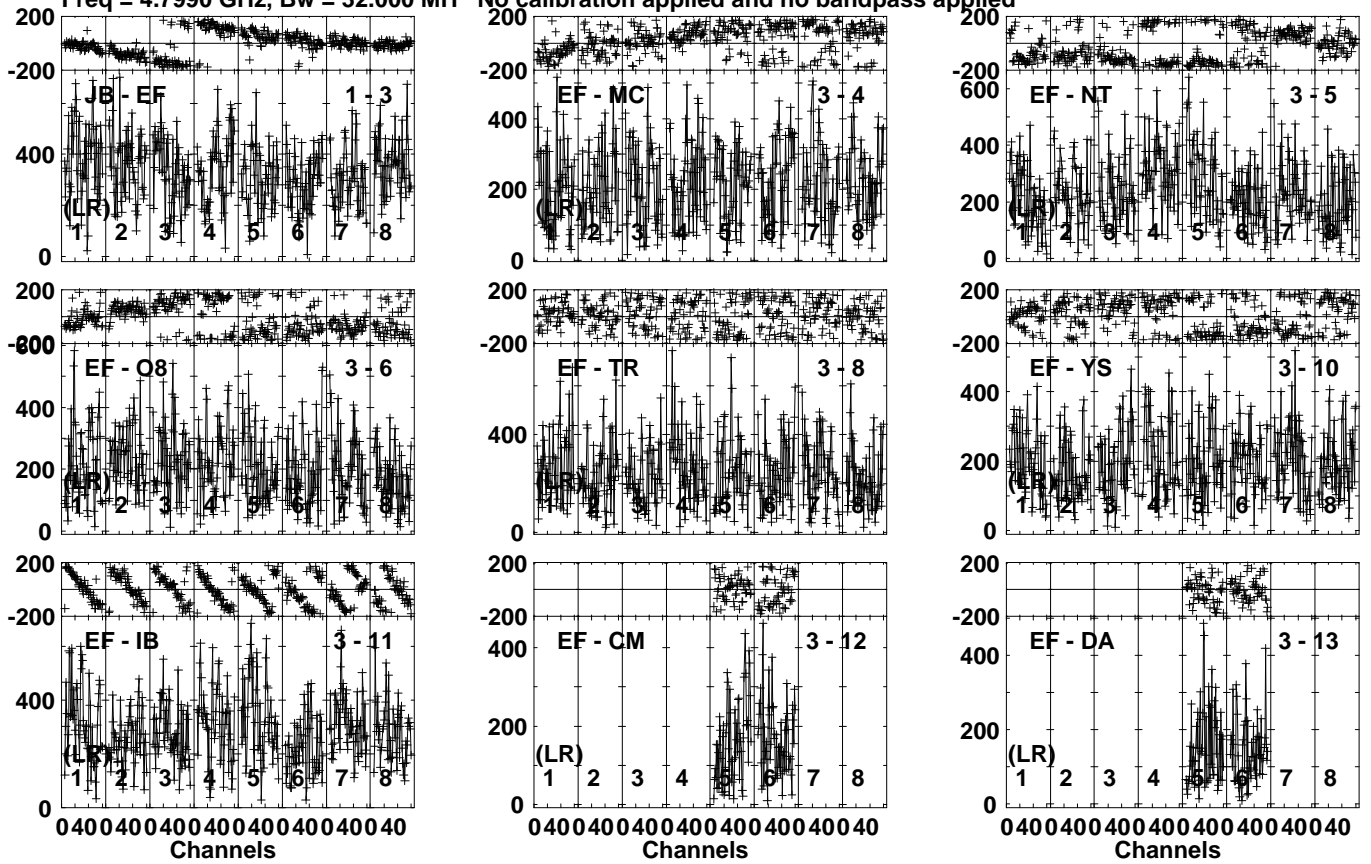 Freq = 4.7990 GHz, Bw = 32.000 MH No calibration applied and no bandpass applied
200
-200
JB - EF 1 - 3
400
(LR)
1 2 3 4 5 6 7 8
0
200
-200
EF - MC 3 - 4
400
200
(LR)
1 2 3 4 5 6 7 8
0
200
-200
600
EF - NT 3 - 5
400
200
(LR)
1 2 3 4 5 6 7 8
0
200
-200
600
EF - O8 3 - 6
400
200
(LR)
1 2 3 4 5 6 7 8
0
200
-200
EF - TR 3 - 8
400
(LR)
1 2 3 4 5 6 7 8
0
200
-200
EF - YS 3 - 10
400
200
(LR)
1 2 3 4 5 6 7 8
0
200
-200
EF - IB 3 - 11
400
(LR)
1 2 3 4 5 6 7 8
0
0 40 0 40 0 40 0 40 0 40 0 40 0 40 0 40
Channels
200
-200
EF - CM 3 - 12
400
200
(LR)
1 2 3 4 5 6 7 8
0
0 40 0 40 0 40 0 40 0 40 0 40 0 40 0 40
Channels
200
-200
EF - DA 3 - 13
400
200
(LR)
1 2 3 4 5 6 7 8
0
0 40 0 40 0 40 0 40 0 40 0 40 0 40 0 40
Channels